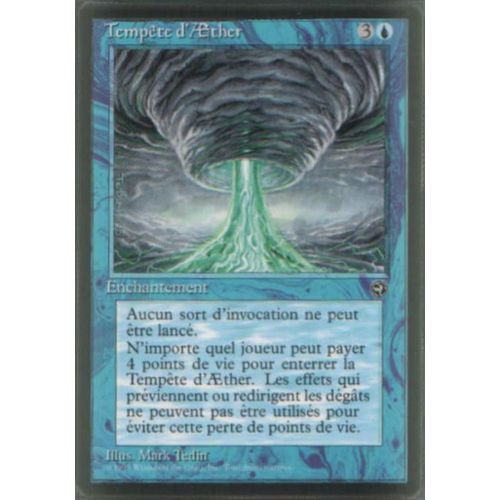 Tempête d'Æther 3
Enchantement
Aucun sort d'invocation ne peut
être lancé.
N'importe quel joueur peut payer
4 points de vie pour enterrer la
Tempête d'Æther. Les effets qui
préviennent ou redirigent les dégâts
ne peuvent pas être utilisés pour
éviter cette perte de points de vie.
Illus. Mark Tedin